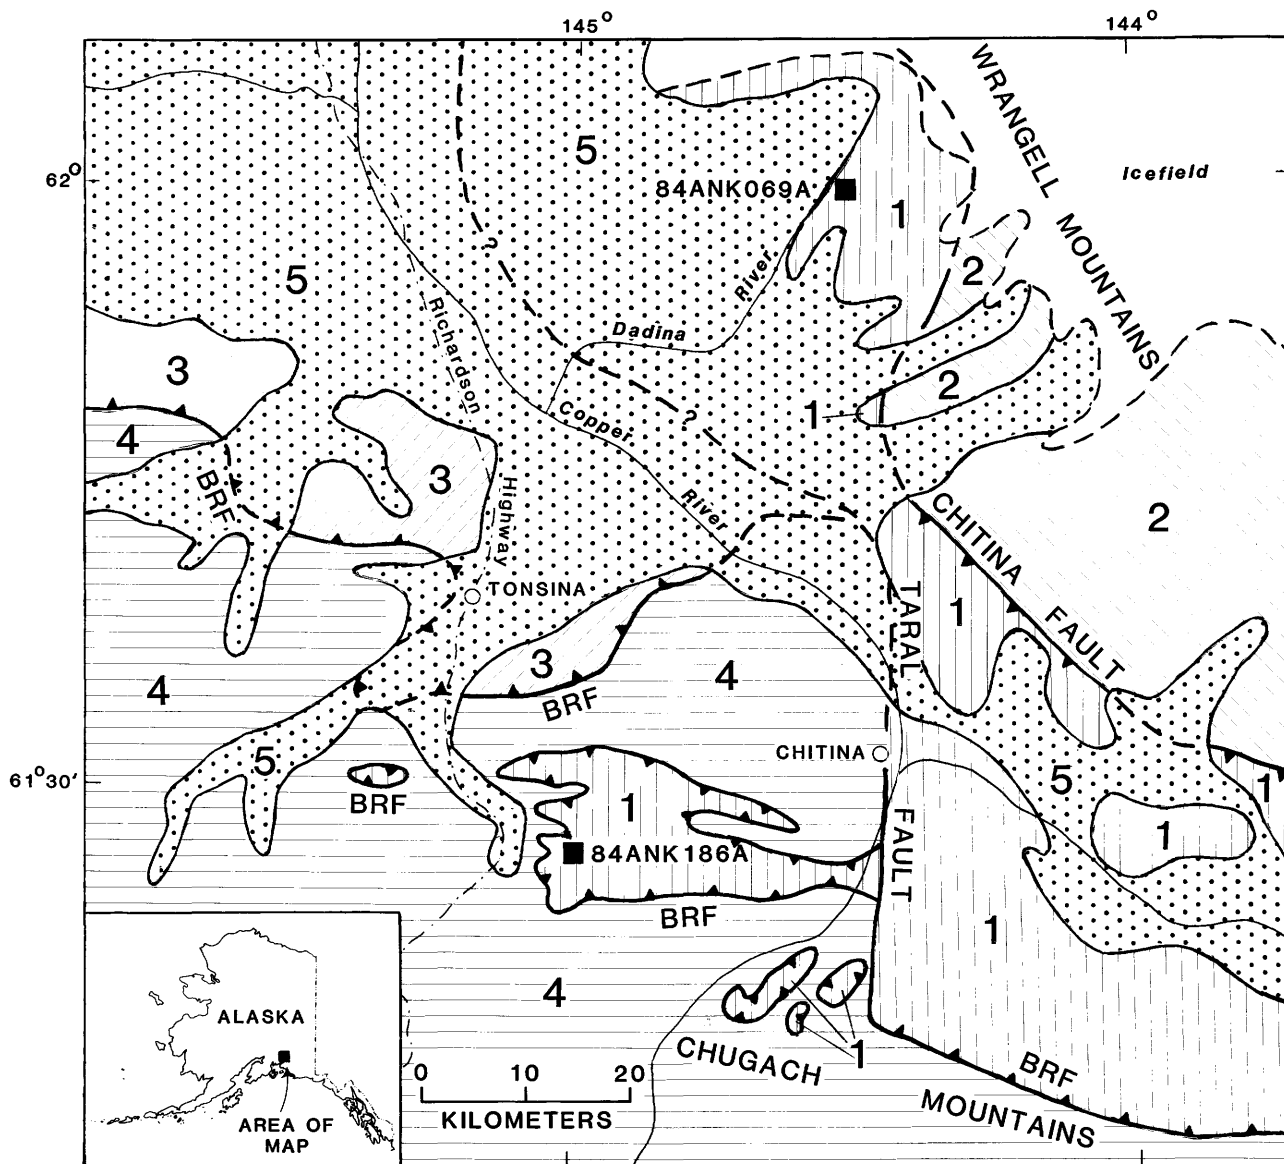 145°
144°
WRANGELL MOUNTAINS
5
Icefield
62°
84ANK069A
1
?
2
5
River
Richardson
Dadina
3
2
1
Copper
?
4
BRF
3
Highway
River
CHITINA FAULT
2
TONSINA
TARAL
1
3
4
4
BRF
CHITINA
5
61°30'
BRF
5
1
1
1
84ANK186A
FAULT
BRF
1
4
ALASKA
1
CHUGACH
BRF
0 10 20
KILOMETERS
MOUNTAINS
AREA OF
MAP